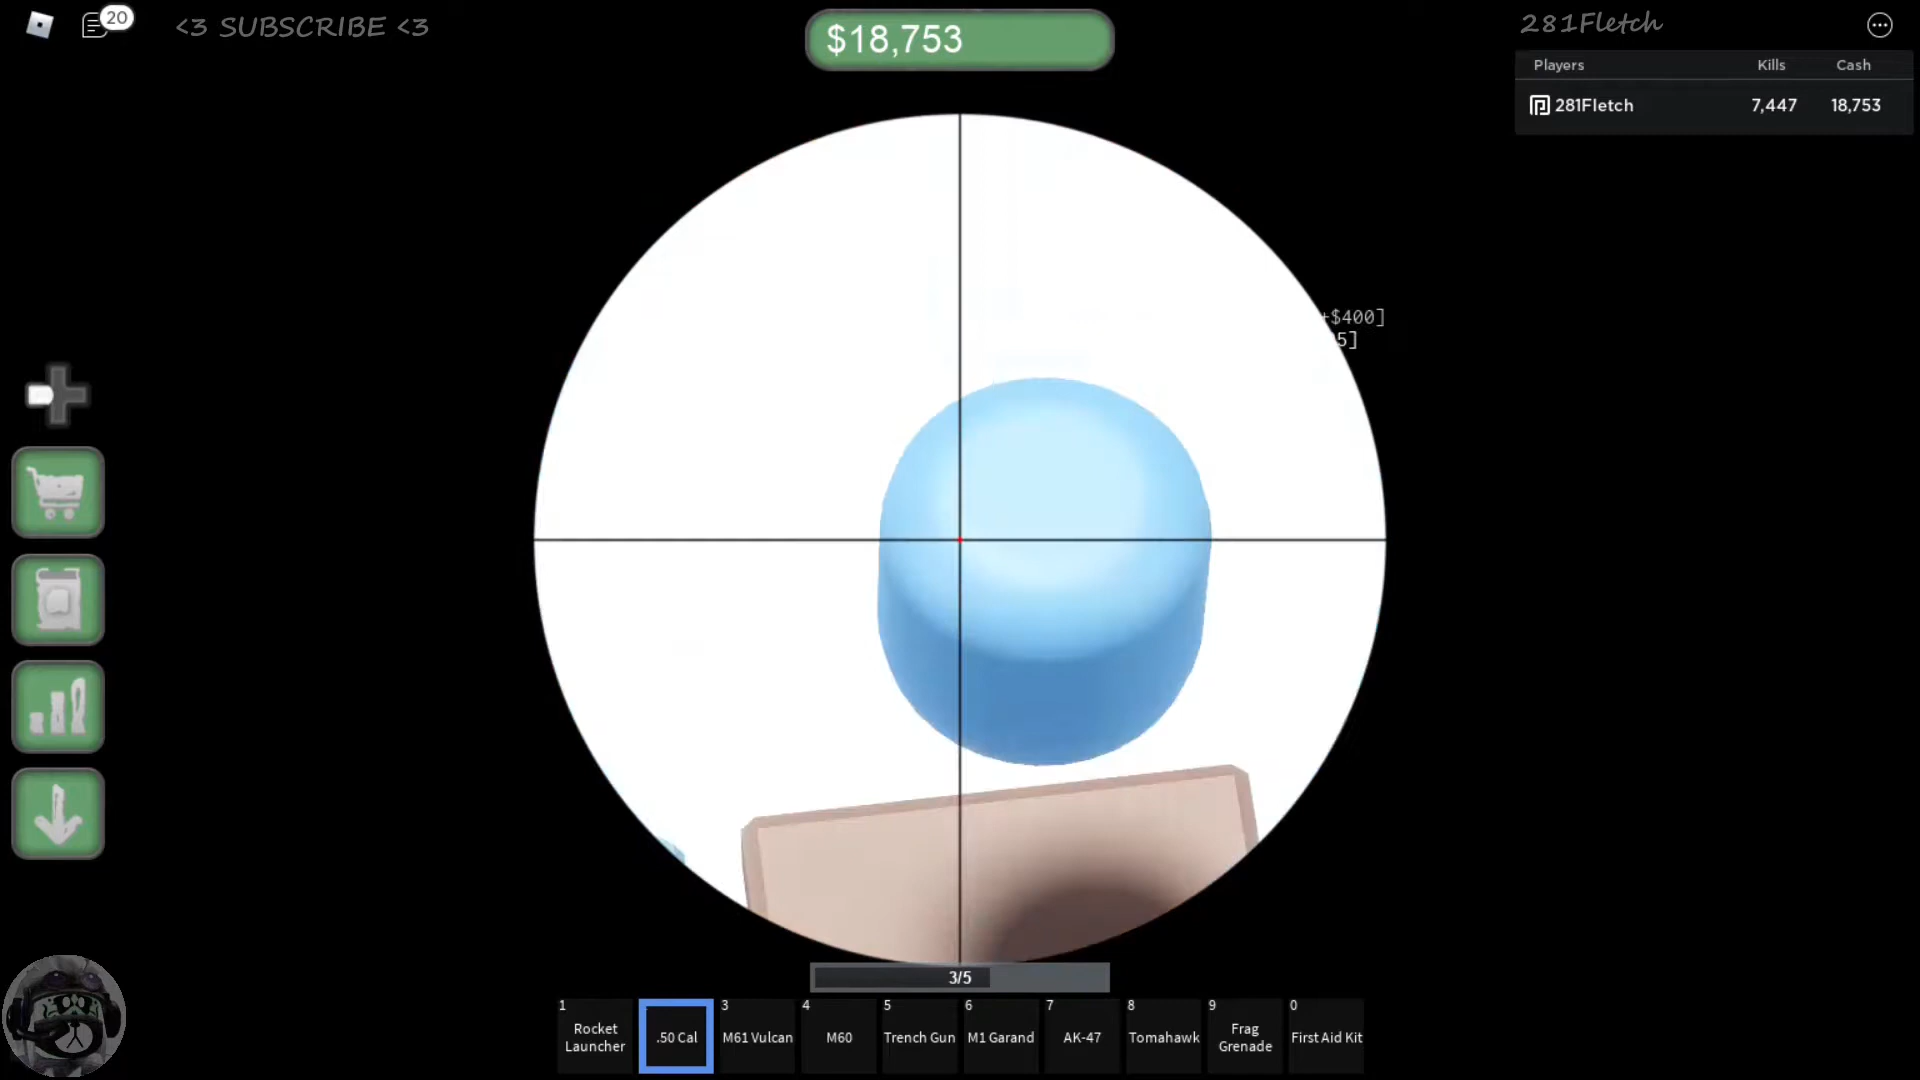 20
<3 SUBSCRIBE <3
$18,753
281Fletch
Players Kills Cash
281Fletch 7,447 18,753
+$400]
5]
3/5
1 Rocket Launcher
.50 Cal
3 M61 Vulcan
4 M60
5 Trench Gun
6 M1 Garand
7 AK-47
8 Tomahawk
9 Frag Grenade
0 First Aid Kit